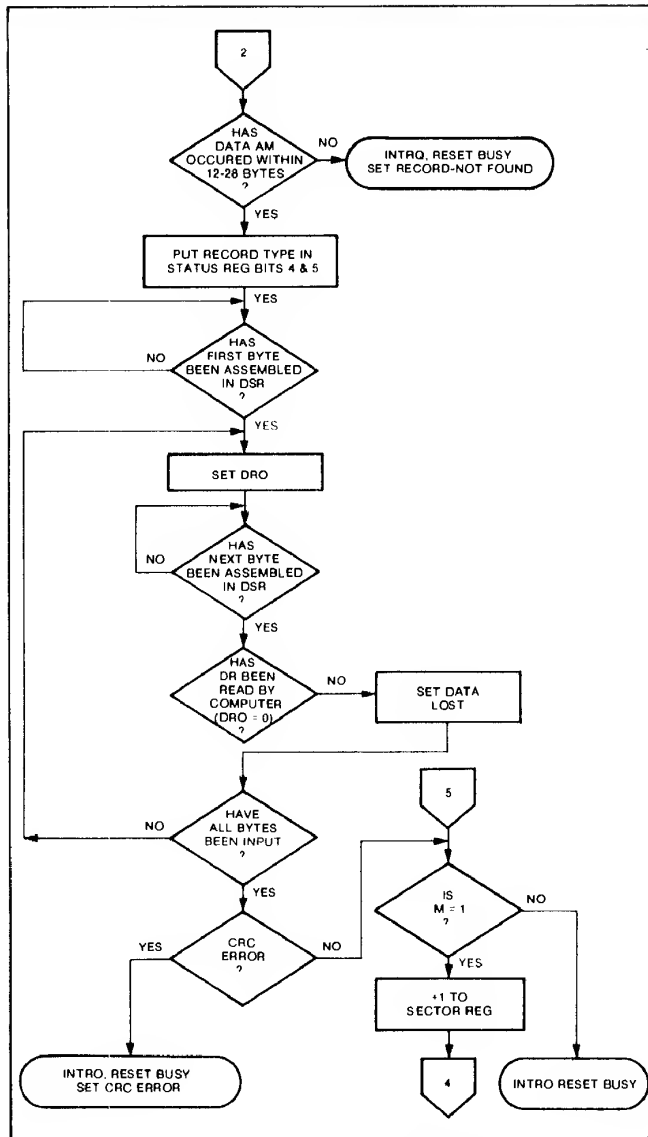 2
HAS
DATA AM
OCCURED WITHIN
12-28 BYTES
?
NO
INTRQ, RESET BUSY
SET RECORD-NOT FOUND
YES
PUT RECORD TYPE IN
STATUS REG BITS 4 & 5
YES
HAS
FIRST BYTE
BEEN ASSEMBLED
IN DSR
?
NO
YES
SET DRO
HAS
NEXT BYTE
BEEN ASSEMBLED
IN DSR
?
NO
YES
HAS
DR BEEN
READ BY
COMPUTER
(DRO = 0)
?
NO
SET DATA
LOST
HAVE
ALL BYTES
BEEN INPUT
?
NO
YES
CRC
ERROR
?
YES
NO
INTRO, RESET BUSY
SET CRC ERROR
5
IS
M = 1
?
NO
YES
+1 TO
SECTOR REG
4
INTRO RESET BUSY